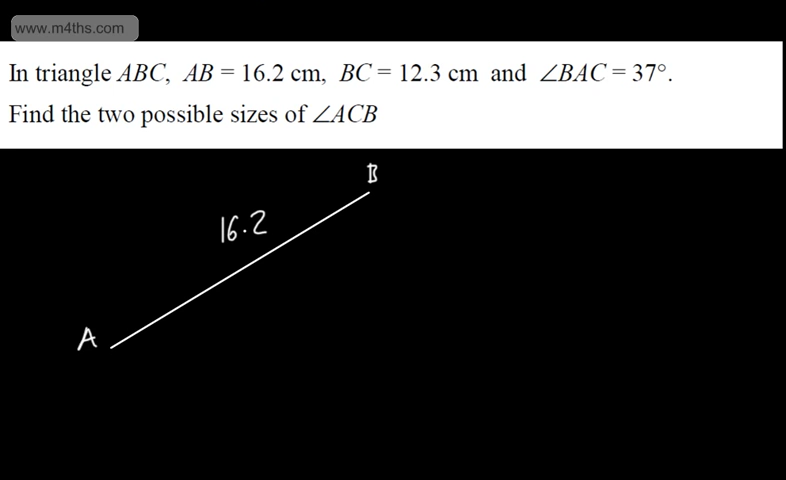 www.m4ths.com
In triangle ABC, AB = 16.2 cm, BC = 12.3 cm and ∠BAC = 37°.
Find the two possible sizes of ∠ACB
B
16.2
A